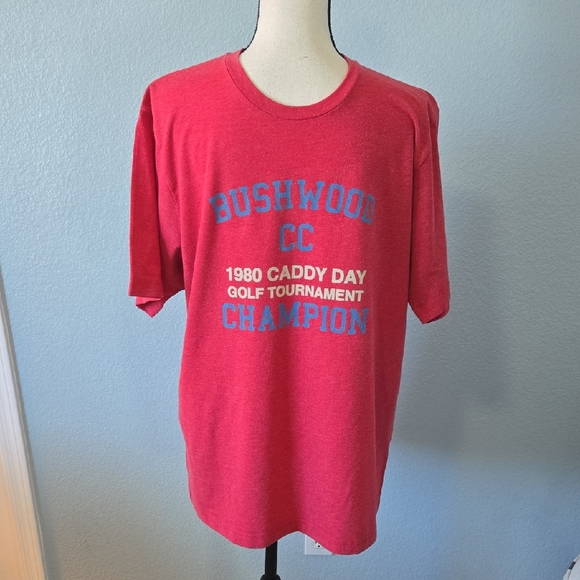 BUSHWOOD
CC
1980 CADDY DAY
GOLF TOURNAMENT
CHAMPION